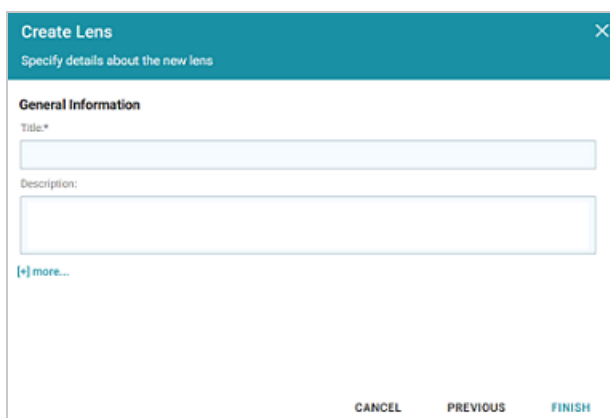 Create Lens
Specify details about the new lens
General Information
Title:*
Description:
[+] more...
CANCEL PREVIOUS FINISH